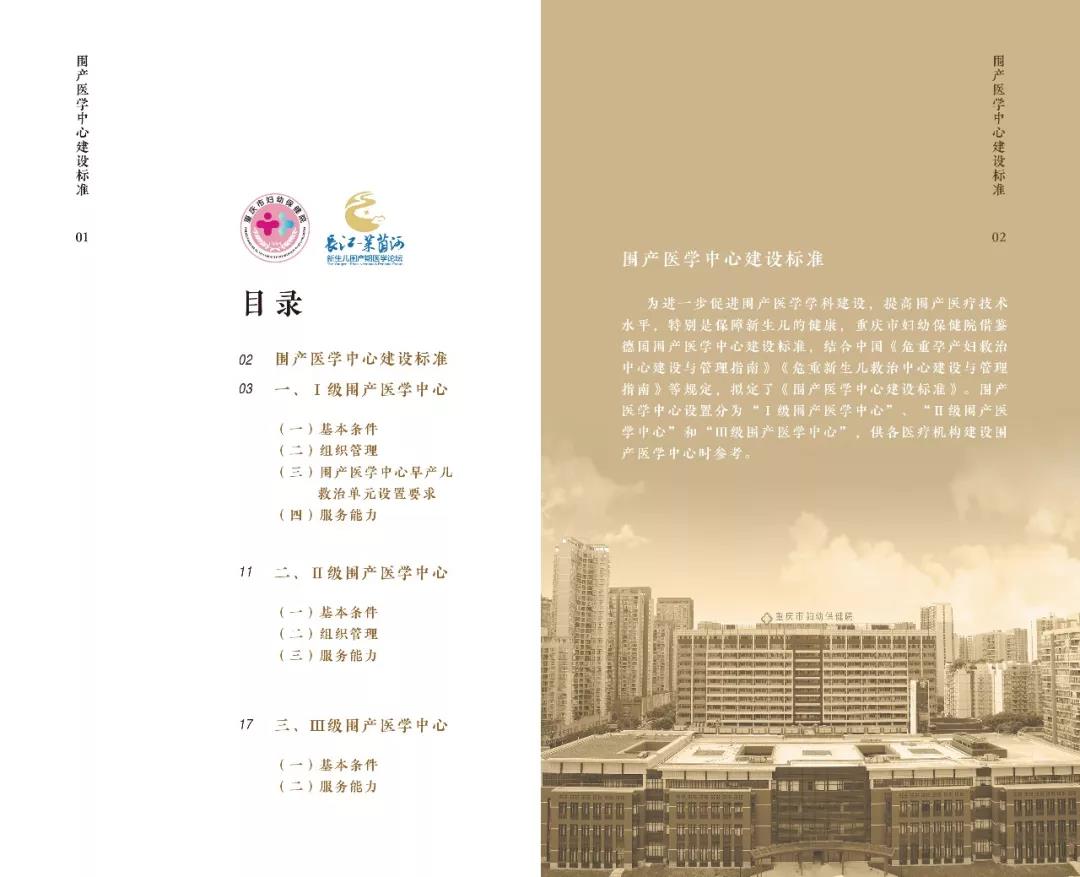 围产医学中心建设标准
01
重庆市妇幼保健院
长江-莱茵河
新生儿围产期医学论坛
目录
02 围产医学中心建设标准
03 一、Ⅰ级围产医学中心
（一）基本条件
（二）组织管理
（三）围产医学中心早产儿
救治单元设置要求
（四）服务能力
11 二、Ⅱ级围产医学中心
（一）基本条件
（二）组织管理
（三）服务能力
17 三、Ⅲ级围产医学中心
（一）基本条件
（二）服务能力
围产医学中心建设标准
02
围产医学中心建设标准
为进一步促进围产医学学科建设，提高围产医疗技术
水平，特别是保障新生儿的健康，重庆市妇幼保健院借鉴
德国围产医学中心建设标准，结合中国《危重孕产妇救治
中心建设与管理指南》《危重新生儿救治中心建设与管理
指南》等规定，拟定了《围产医学中心建设标准》。围产
医学中心设置分为“Ⅰ级围产医学中心”、“Ⅱ级围产医
学中心”和“Ⅲ级围产医学中心”，供各医疗机构建设围
产医学中心时参考。
重庆市妇幼保健院